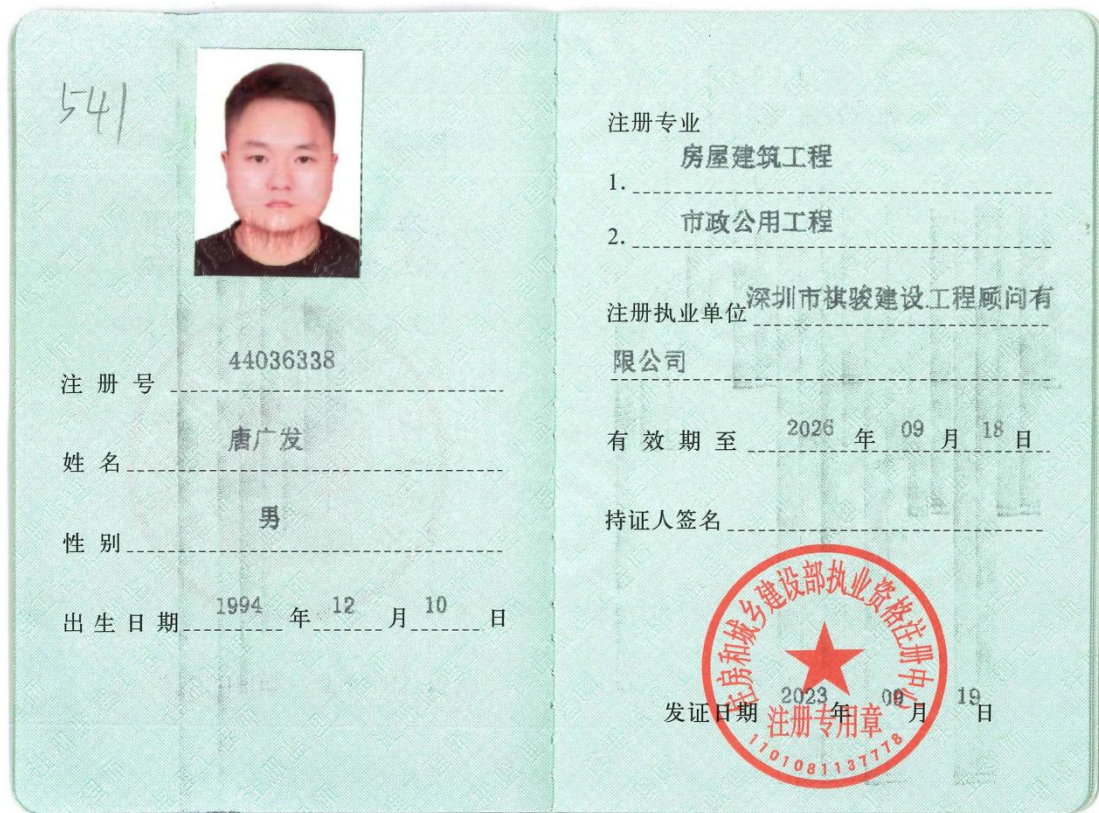 541
注 册 号 44036338
姓 名 唐广发
性 别 男
出 生 日 期 1994 年 12 月 10 日
注册专业
1. 房屋建筑工程
2. 市政公用工程
注册执业单位 深圳市祺骏建设工程顾问有
限公司
有 效 期 至 2026 年 09 月 18 日
持证人签名
住房和城乡建设部执业资格注册中心
发证日期 2023 年 09 月 19 日
注册专用章
1101081137778